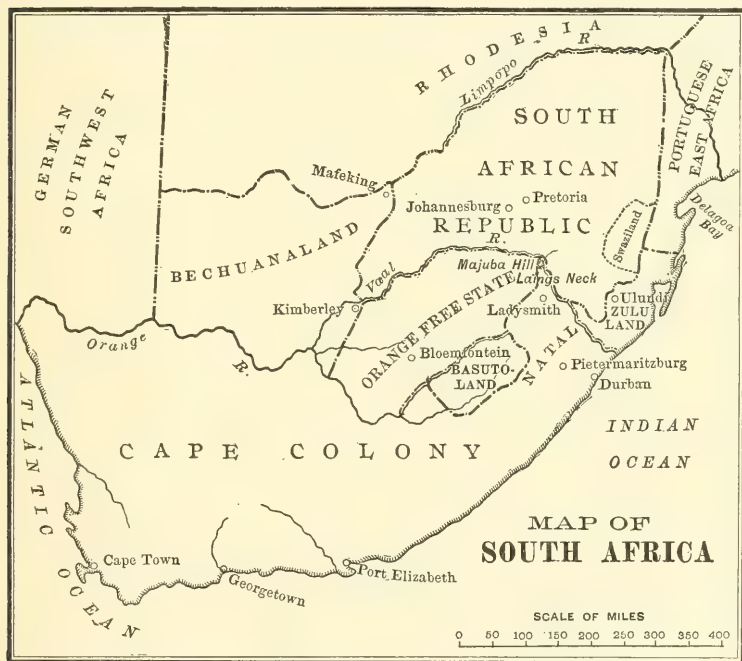 RHODESIA
Limpopo R.
GERMAN
SOUTHWEST
AFRICA
PORTUGUESE
EAST AFRICA
SOUTH
AFRICAN
REPUBLIC
Mafeking
Johannesburg
Pretoria
Delagoa
Bay
Swaziland
BECHUANALAND
Vaal R.
Majuba Hill
Laings Neck
Kimberley
ORANGE FREE STATE
Ladysmith
Ulundi
ZULU
LAND
Orange R.
Bloemfontein
BASUTO-
LAND
NATAL
Pietermaritzburg
Durban
ATLANTIC OCEAN
CAPE COLONY
INDIAN
OCEAN
Cape Town
Georgetown
Port Elizabeth
MAP OF
SOUTH AFRICA
SCALE OF MILES
0 50 100 150 200 250 300 350 400